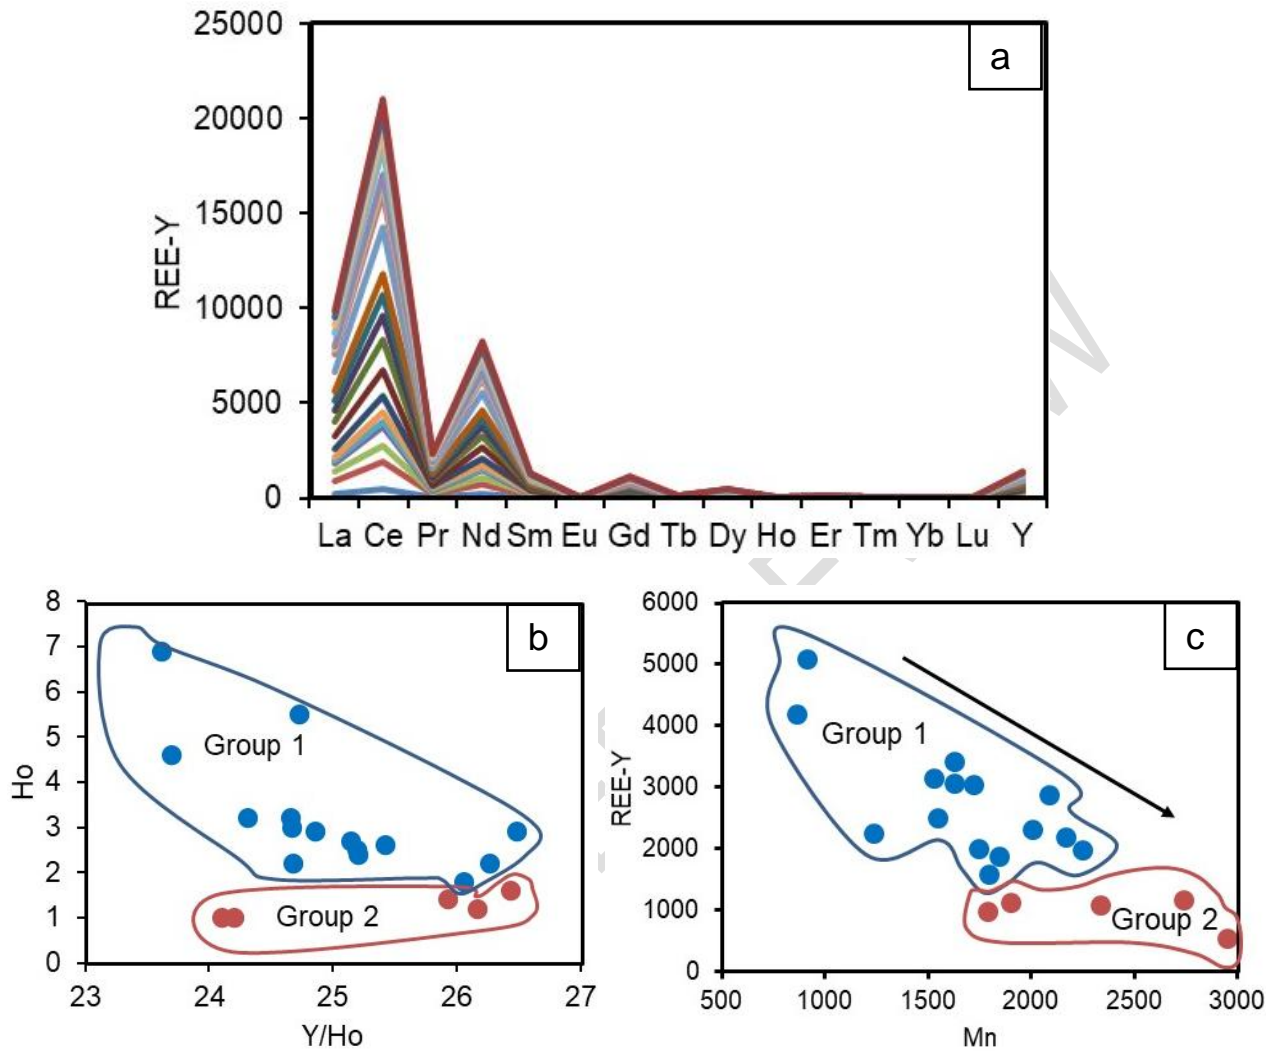 25000
a
20000
15000
10000
5000
0
REE-Y
La Ce Pr Nd Sm Eu Gd Tb Dy Ho Er Tm Yb Lu Y
8
b
7
6
5
4
3
2
1
0
Ho
Group 1
Group 2
23 24 25 26 27
Y/Ho
6000
c
5000
4000
3000
2000
1000
0
REE-Y
Group 1
Group 2
500 1000 1500 2000 2500 3000
Mn